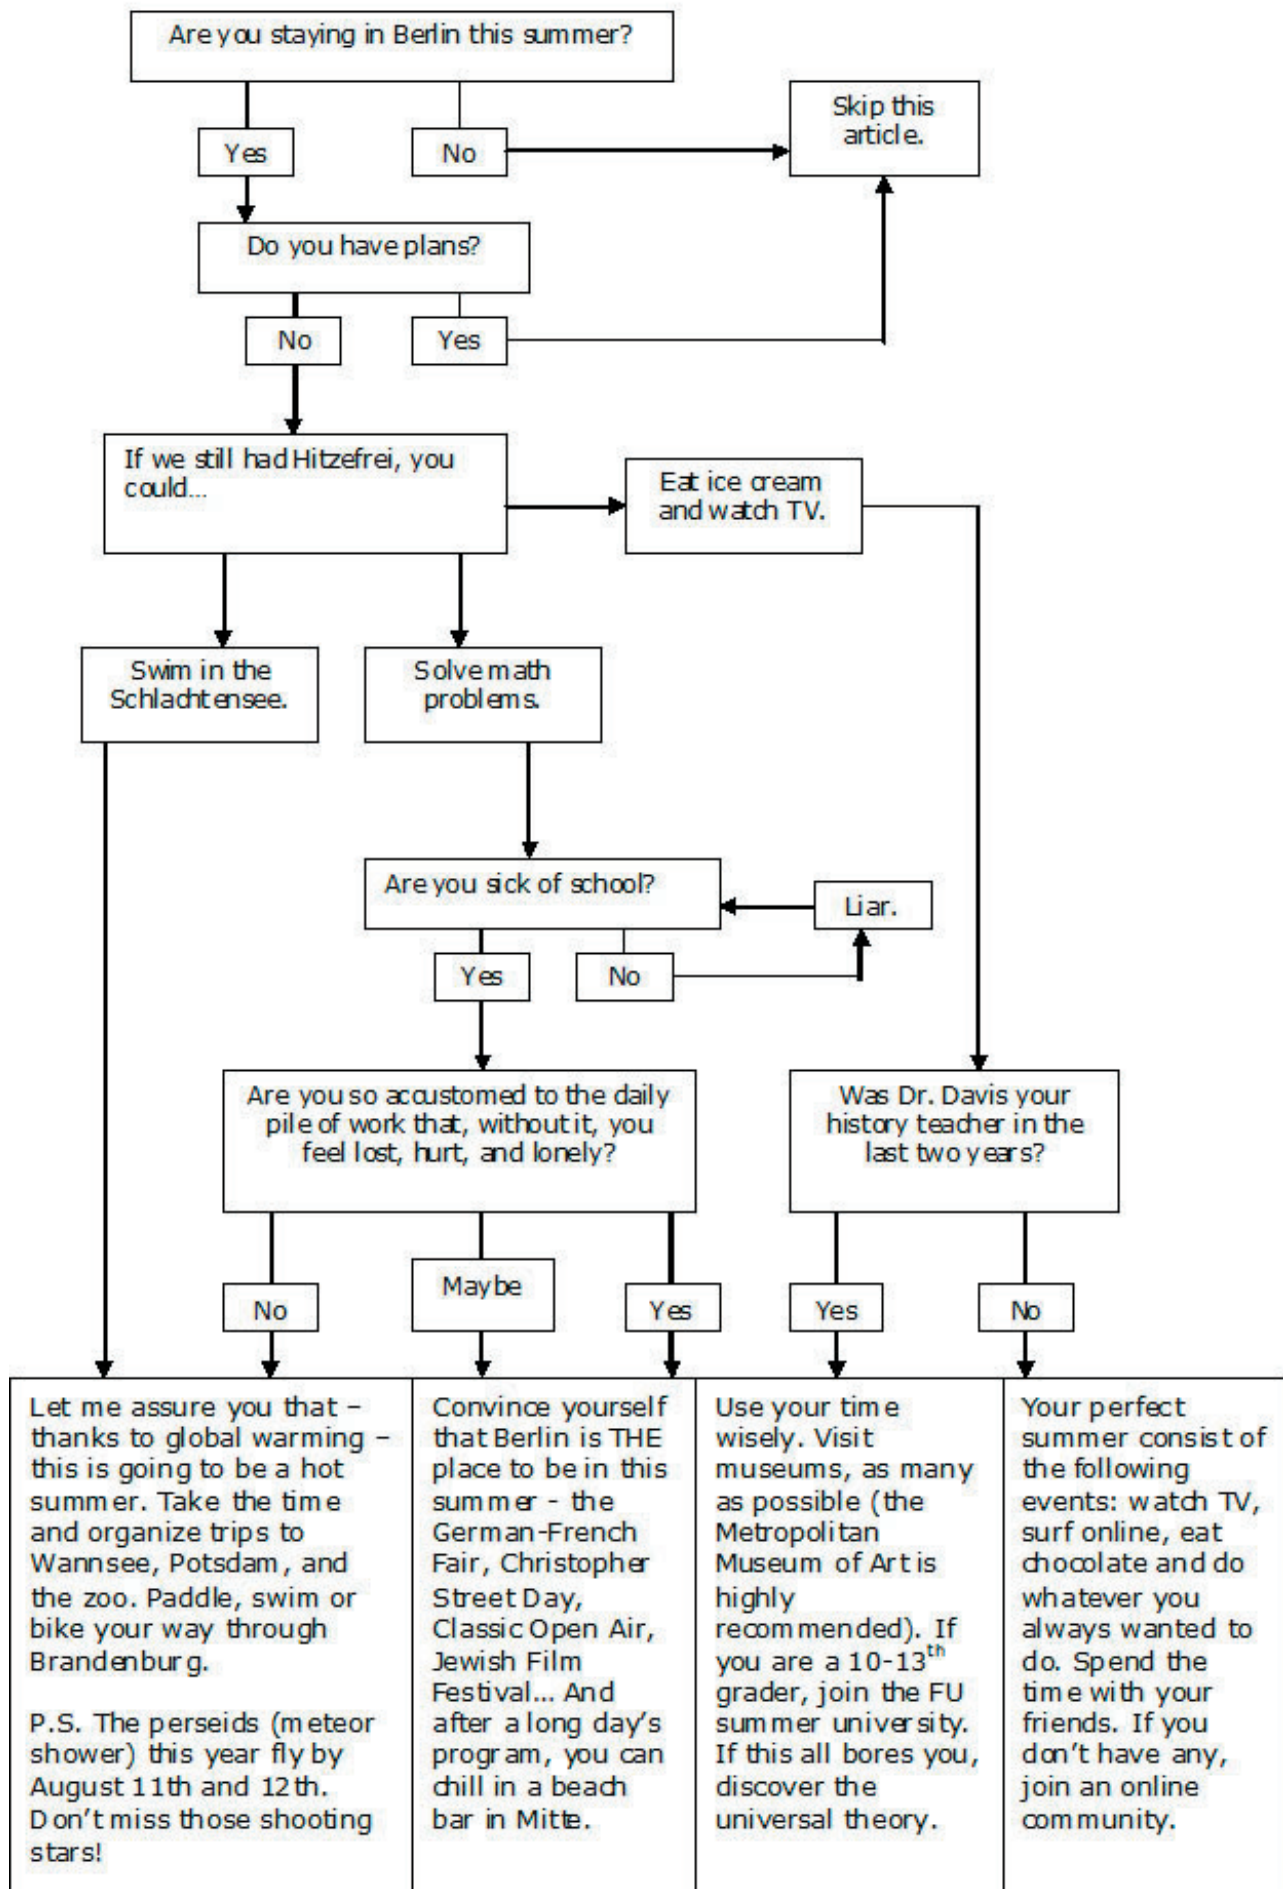 Are you staying in Berlin this summer?
Skip this
article.
Yes
No
Do you have plans?
No
Yes
If we still had Hitzefrei, you
could...
Eat ice cream
and watch TV.
Swim in the
Schlachtensee.
Solve math
problems.
Are you sick of school?
Liar.
Yes
No
Are you so accustomed to the daily
pile of work that, without it, you
feel lost, hurt, and lonely?
Was Dr. Davis your
history teacher in the
last two years?
No
Maybe
Yes
Yes
No
Let me assure you that –
thanks to global warming –
this is going to be a hot
summer. Take the time
and organize trips to
Wannsee, Potsdam, and
the zoo. Paddle, swim or
bike your way through
Brandenburg.
P.S. The perseids (meteor
shower) this year fly by
August 11th and 12th.
Don't miss those shooting
stars!
Convince yourself
that Berlin is THE
place to be in this
summer - the
German-French
Fair, Christopher
Street Day,
Classic Open Air,
Jewish Film
Festival... And
after a long day's
program, you can
chill in a beach
bar in Mitte.
Use your time
wisely. Visit
museums, as many
as possible (the
Metropolitan
Museum of Art is
highly
recommended). If
you are a 10-13th
grader, join the FU
summer university.
If this all bores you,
discover the
universal theory.
Your perfect
summer consist of
the following
events: watch TV,
surf online, eat
chocolate and do
whatever you
always wanted to
do. Spend the
time with your
friends. If you
don't have any,
join an online
community.